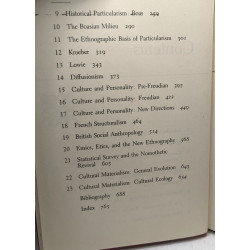 9 Historical Particularism: Boas 250
10 The Boasian Milieu 290
11 The Ethnographic Basis of Particularism 301
12 Kroeber 319
13 Lowie 343
14 Diffusionism 373
15 Culture and Personality: Pre-Freudian 393
16 Culture and Personality: Freudian 422
17 Culture and Personality: New Directions 449
18 French Structuralism 464
19 British Social Anthropology 514
20 Emics, Etics, and the New Ethnography 568
21 Statistical Survey and the Nomothetic
Revival 605
22 Cultural Materialism: General Evolution 634
23 Cultural Materialism: Cultural Ecology 654
Bibliography 688
Index 765